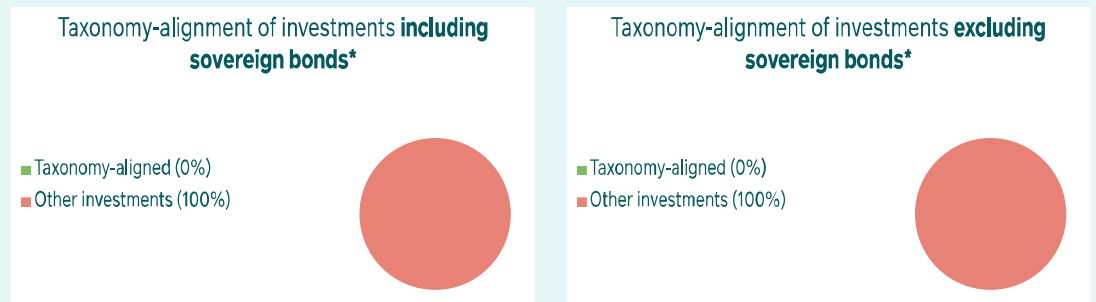 Taxonomy-alignment of investments including
sovereign bonds*
Taxonomy-aligned (0%)
Other investments (100%)
Taxonomy-alignment of investments excluding
sovereign bonds*
Taxonomy-aligned (0%)
Other investments (100%)